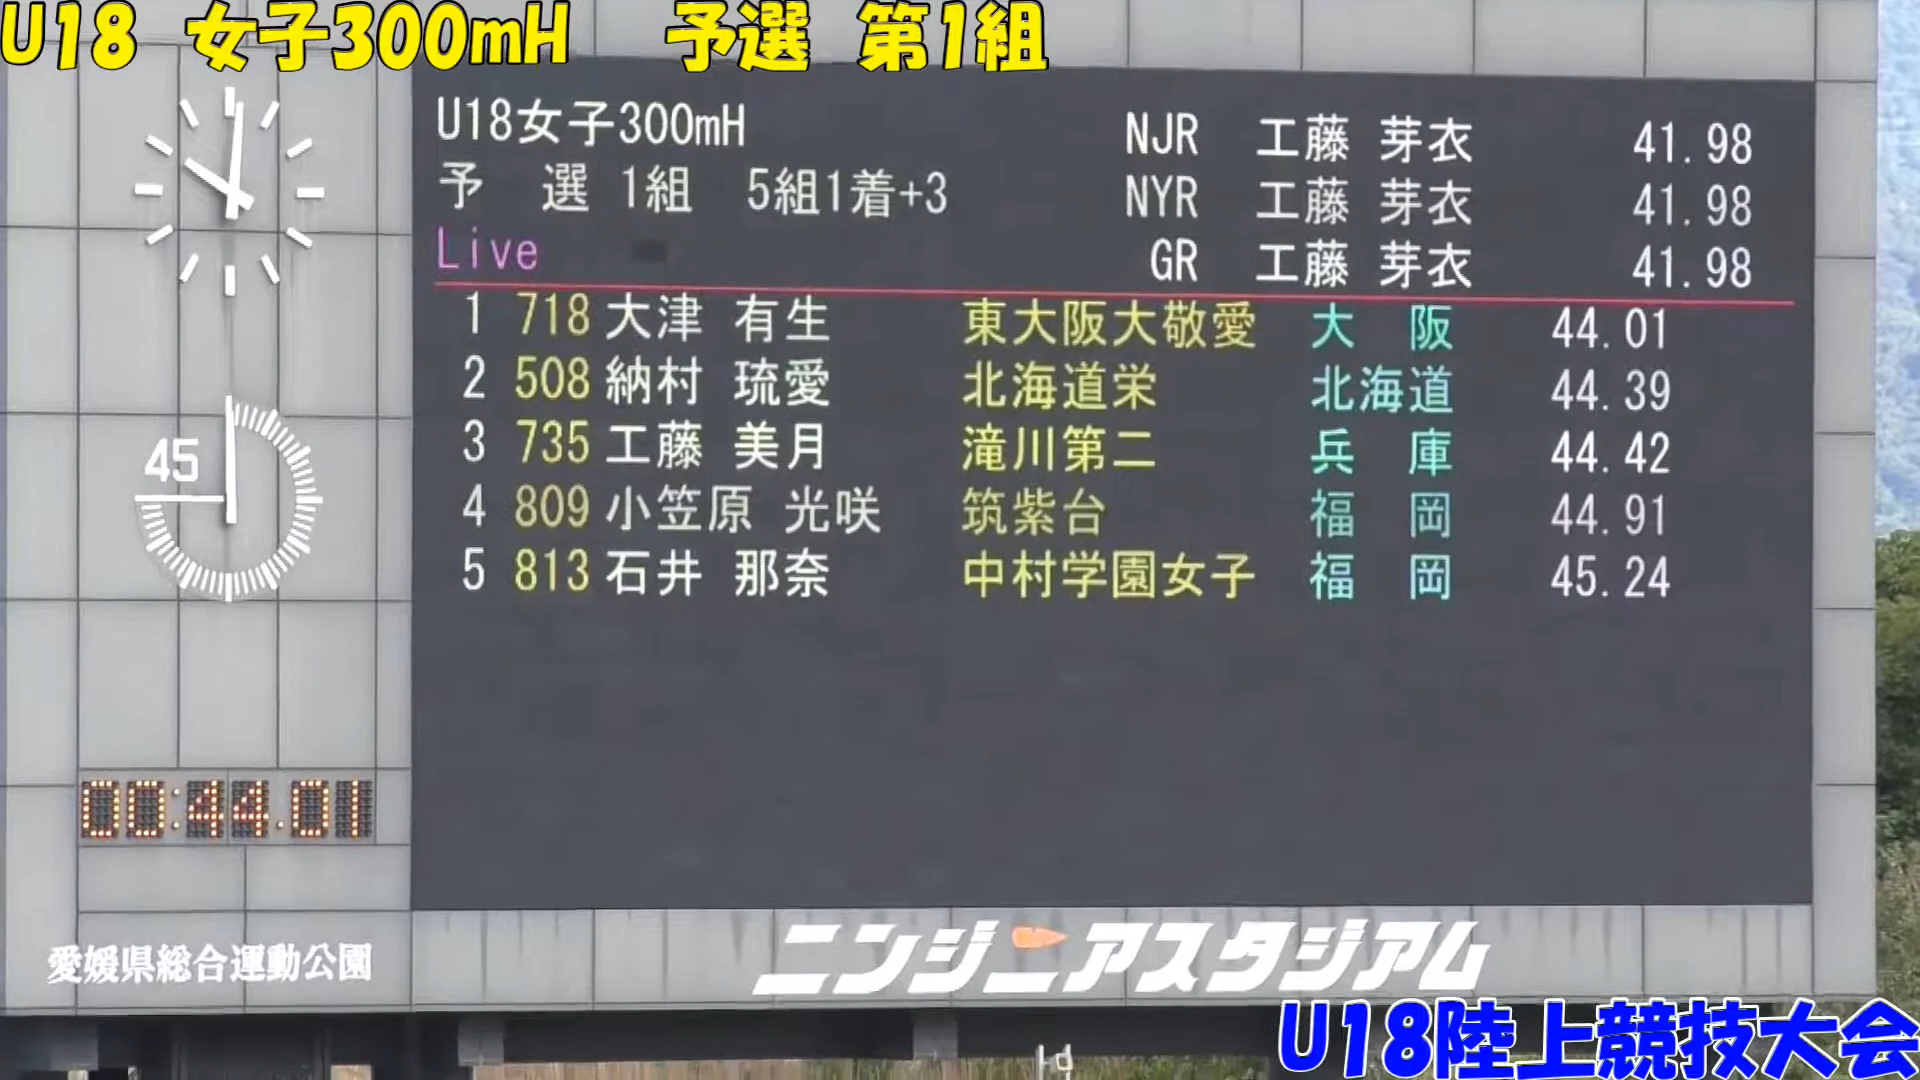 U18 女子300mH 予選 第1組
U18女子300mH
予 選 1組 5組1着+3
Live
NJR 工藤 芽衣 41.98
NYR 工藤 芽衣 41.98
GR 工藤 芽衣 41.98
1 718 大津 有生 東大阪大敬愛 大 阪 44.01
2 508 納村 琉愛 北海道栄 北海道 44.39
3 735 工藤 美月 滝川第二 兵 庫 44.42
4 809 小笠原 光咲 筑紫台 福 岡 44.91
5 813 石井 那奈 中村学園女子 福 岡 45.24
45
00:44.01
愛媛県総合運動公園
ニンジニアスタジアム
U18陸上競技大会